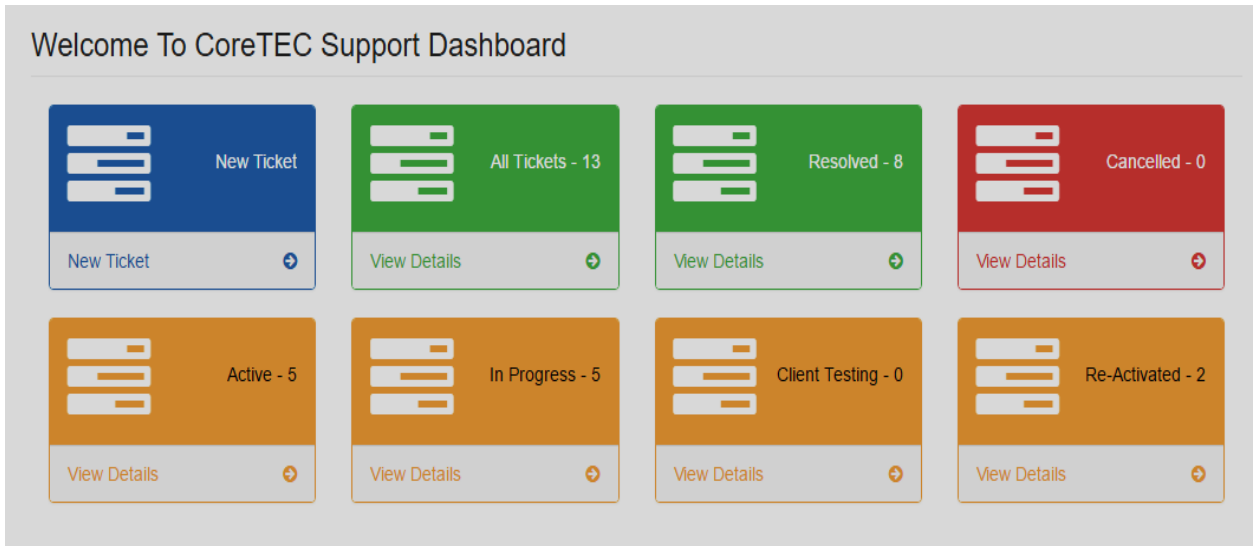 Welcome To CoreTEC Support Dashboard
New Ticket
All Tickets - 13
Resolved - 8
Cancelled - 0
New Ticket
View Details
View Details
View Details
Active - 5
In Progress - 5
Client Testing - 0
Re-Activated - 2
View Details
View Details
View Details
View Details